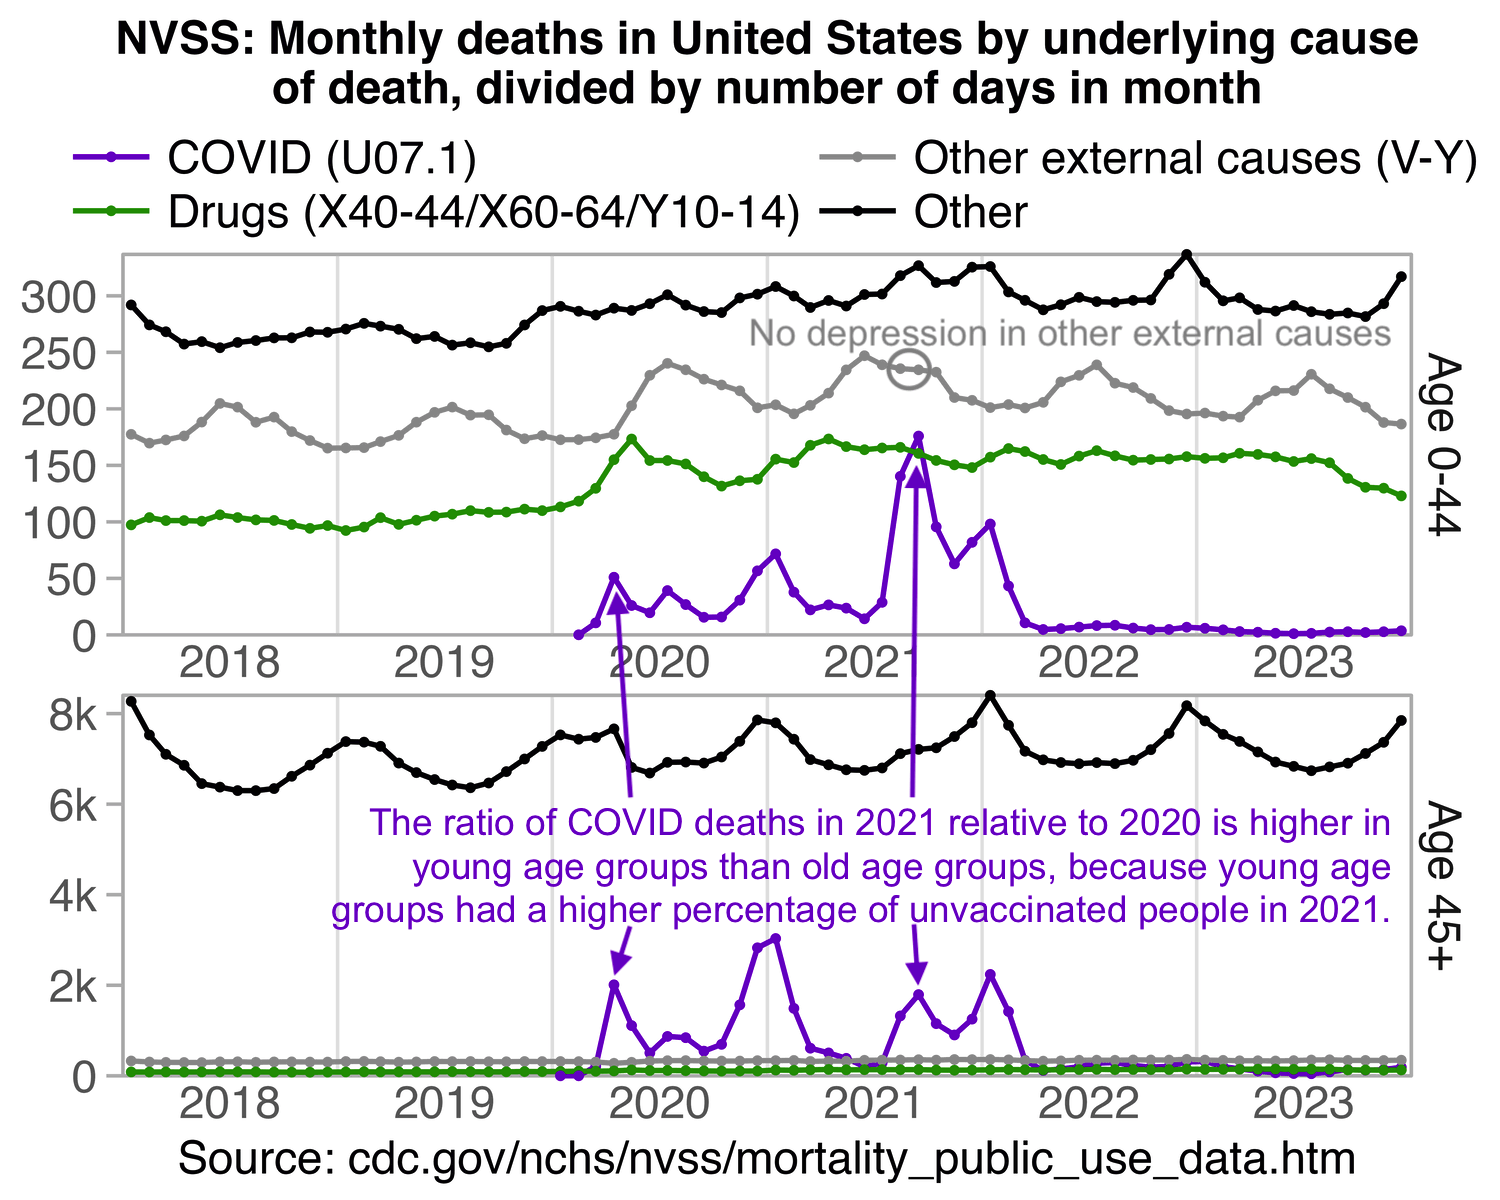 NVSS: Monthly deaths in United States by underlying cause
of death, divided by number of days in month
COVID (U07.1)
Other external causes (V-Y)
Drugs (X40-44/X60-64/Y10-14)
Other
300
250
200
150
100
50
0
No depression in other external causes
Age 0-44
2018 2019 2020 2021 2022 2023
8k
6k
4k
2k
0
The ratio of COVID deaths in 2021 relative to 2020 is higher in
young age groups than old age groups, because young age
groups had a higher percentage of unvaccinated people in 2021.
Age 45+
2018 2019 2020 2021 2022 2023
Source: cdc.gov/nchs/nvss/mortality_public_use_data.htm